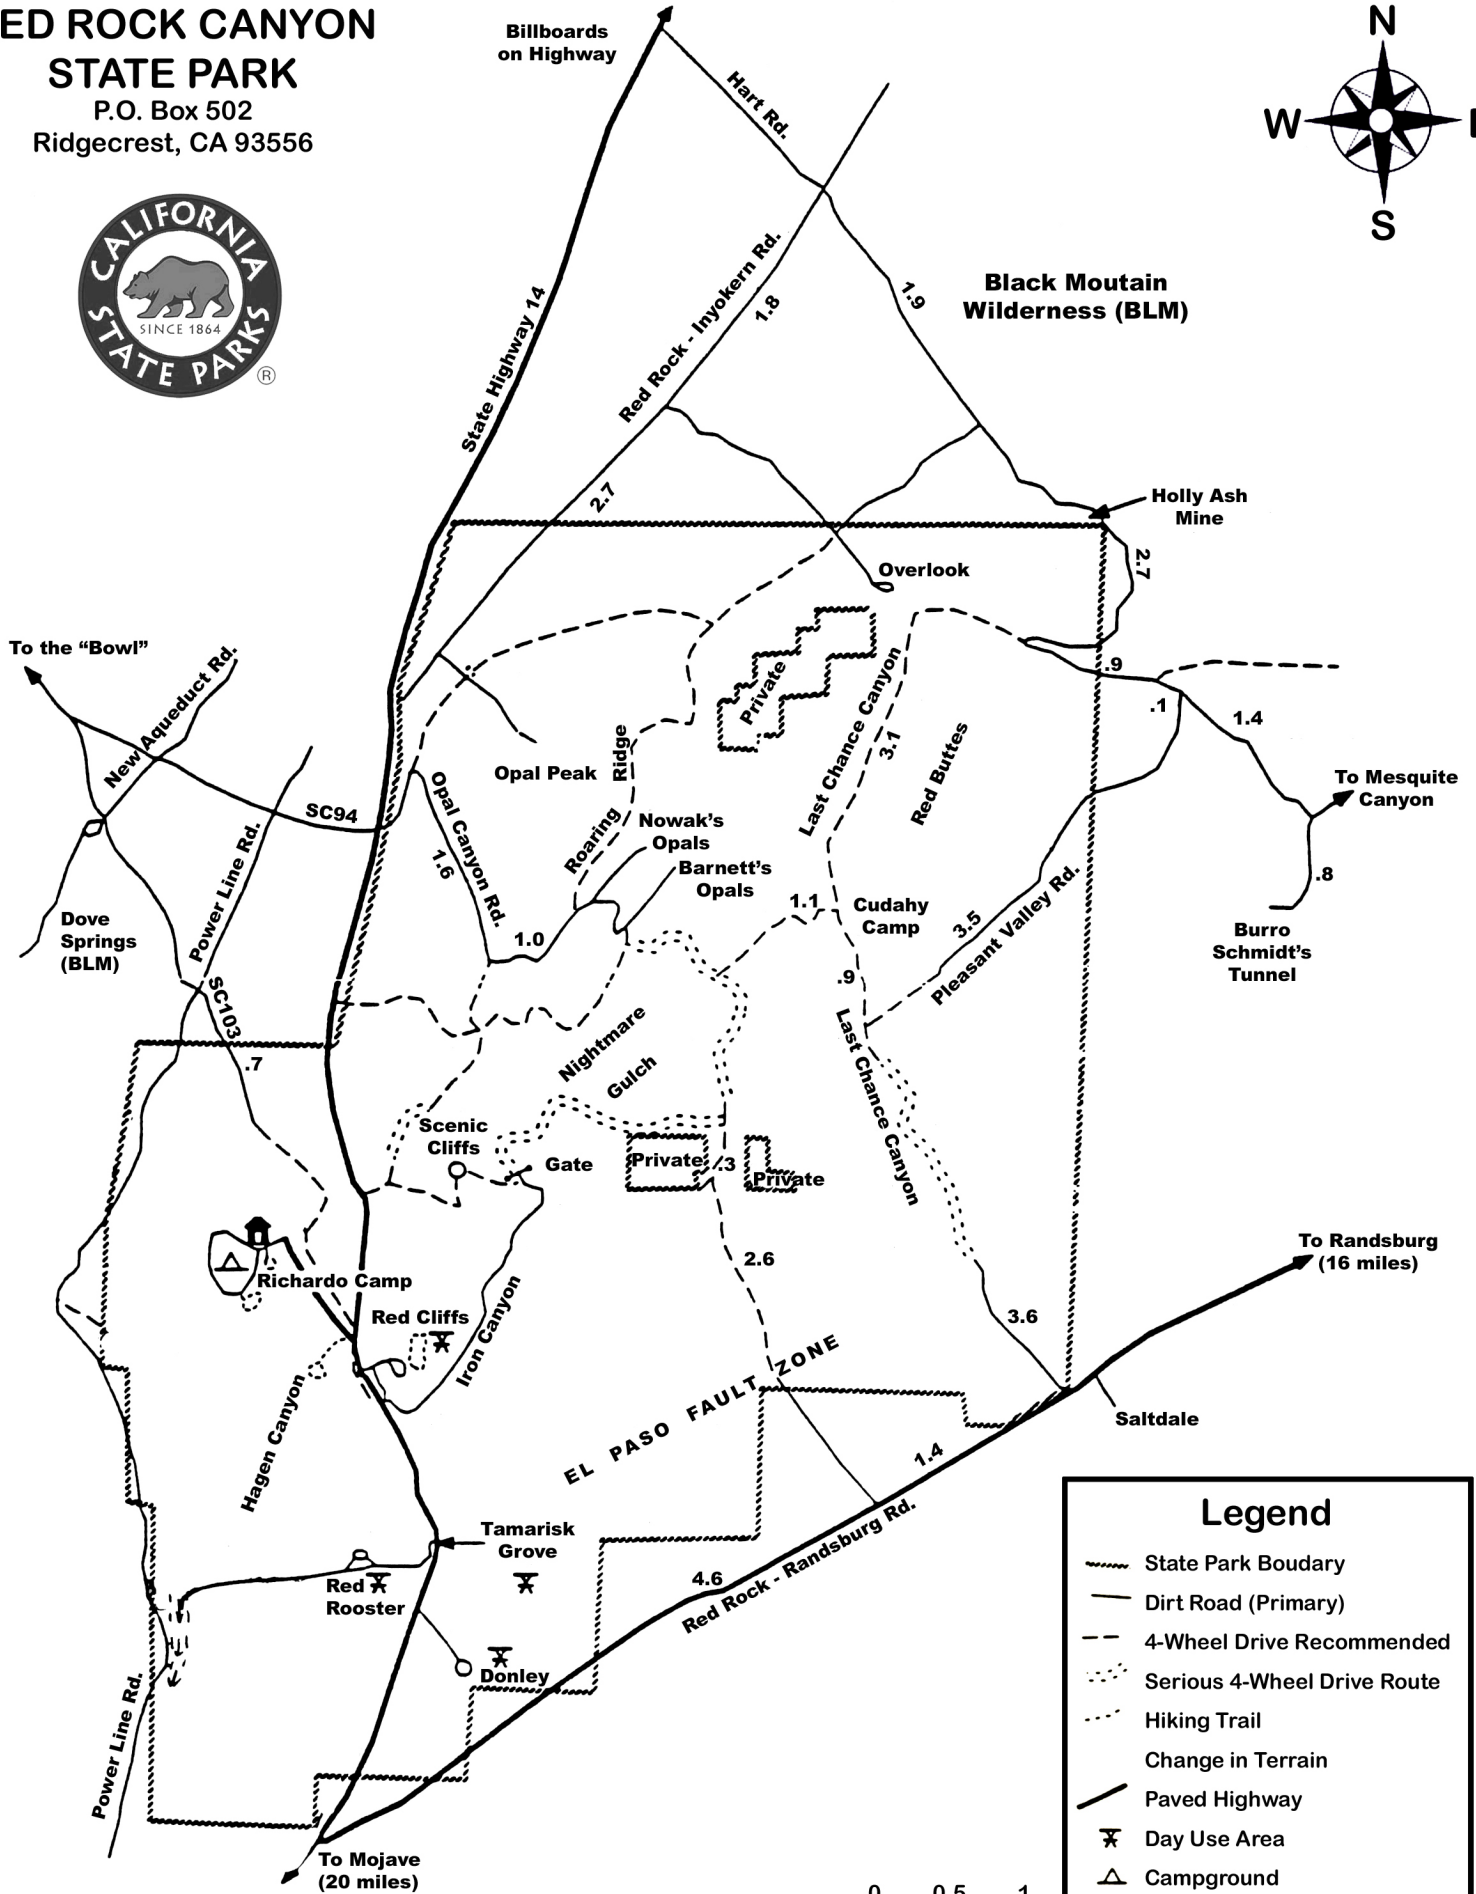 ED ROCK CANYON
STATE PARK
P.O. Box 502
Ridgecrest, CA 93556
CALIFORNIA
SINCE 1864
STATE PARKS
®
Billboards
on Highway
Hart Rd.
N
W
S
Black Moutain
Wilderness (BLM)
1.9
Red Rock - Inyokern Rd.
1.8
State Highway 14
2.7
Holly Ash
Mine
2.7
Overlook
To the “Bowl”
New Aqueduct Rd.
Private
Last Chance Canyon
3.1
Red Buttes
.9
.1
1.4
To Mesquite
Canyon
.8
Burro
Schmidt’s
Tunnel
Opal Peak
Roaring
Ridge
SC94
Opal Canyon Rd.
1.6
Nowak’s
Opals
Barnett’s
Opals
Power Line Rd.
Dove
Springs
(BLM)
1.0
1.1
Cudahy
Camp
3.5
Pleasant Valley Rd.
.9
SC103
.7
Nightmare
Gulch
Last Chance Canyon
Scenic
Cliffs
Gate
Private
.3
Private
2.6
To Randsburg
(16 miles)
Richardo Camp
Red Cliffs
Iron Canyon
3.6
EL PASO FAULT ZONE
Saltdale
Hagen Canyon
1.4
Tamarisk
Grove
Red
Rooster
4.6
Red Rock - Randsburg Rd.
Donley
Power Line Rd.
To Mojave
(20 miles)
Legend
State Park Boudary
Dirt Road (Primary)
4-Wheel Drive Recommended
Serious 4-Wheel Drive Route
Hiking Trail
Change in Terrain
Paved Highway
Day Use Area
Campground
0 0.5 1